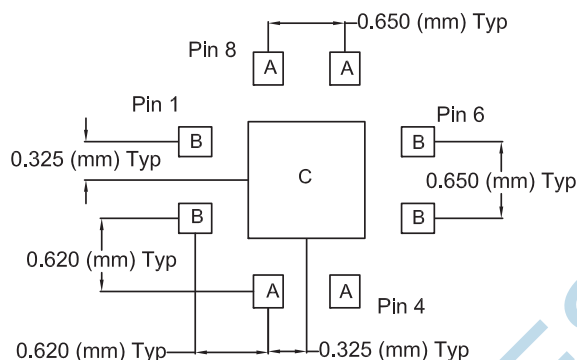 0.650 (mm) Typ
Pin 8
A
A
Pin 1
Pin 6
B
B
0.325 (mm) Typ
C
0.650 (mm) Typ
B
B
0.620 (mm) Typ
A
A
Pin 4
0.620 (mm) Typ
0.325 (mm) Typ